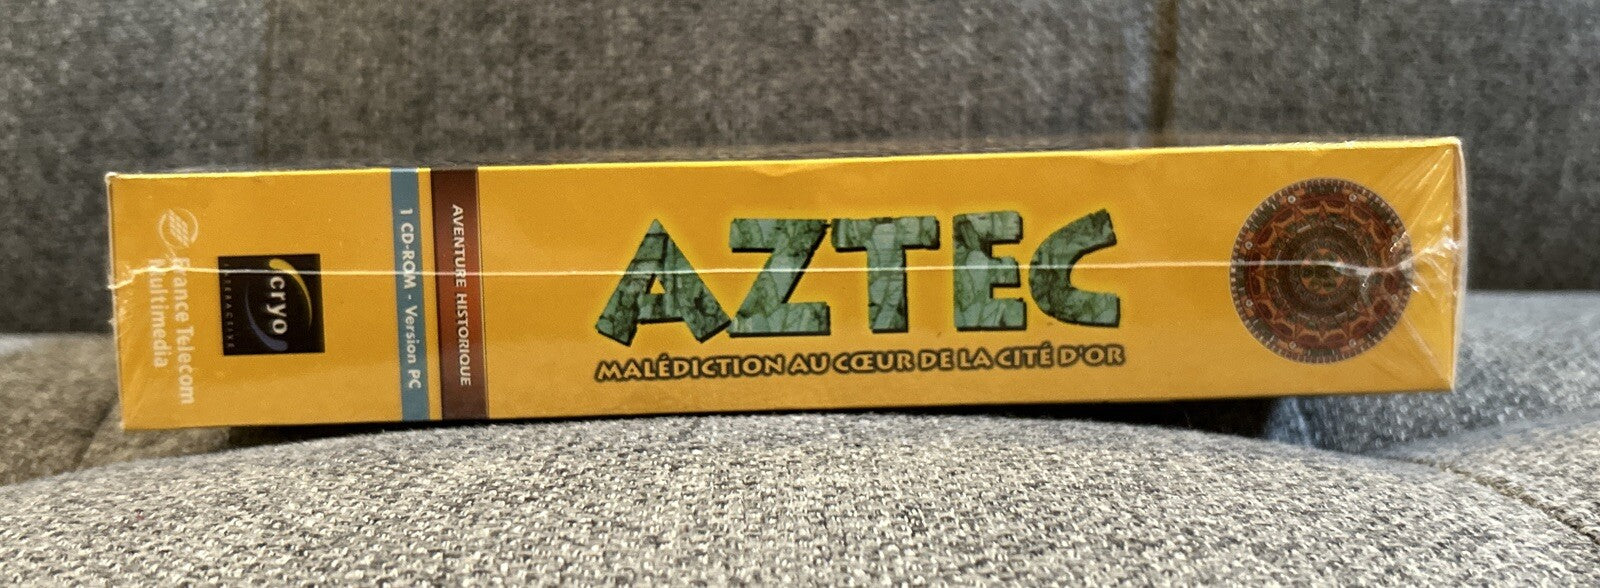 France Telecom
Multimedia
cryo
INTERACTIVE
1 CD-ROM - Version PC
AVENTURE HISTORIQUE
AZTEC
MALÉDICTION AU CŒUR DE LA CITÉ D'OR